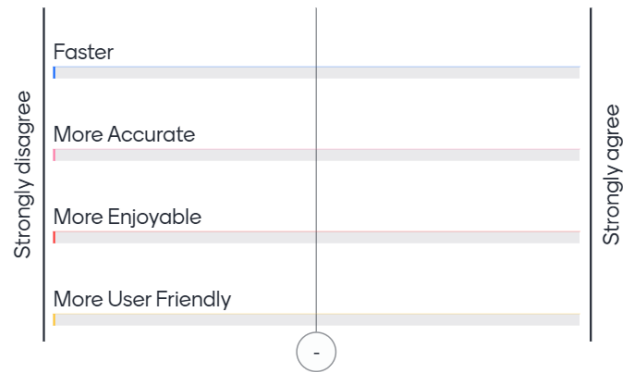 Strongly disagree
Faster
More Accurate
More Enjoyable
More User Friendly
Strongly agree
-